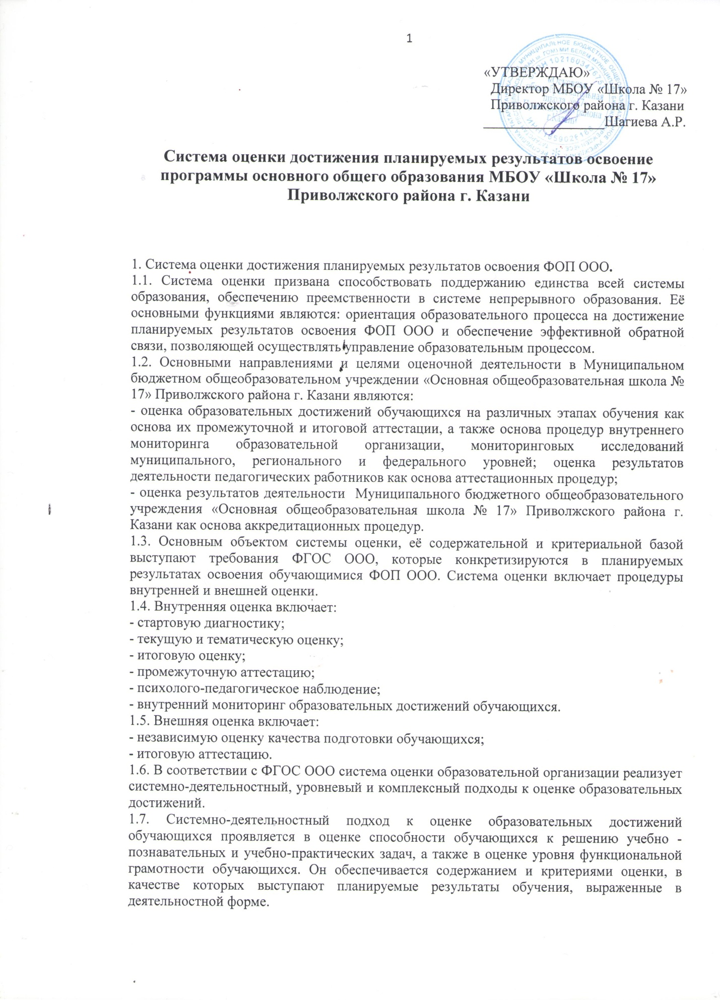 1
«УТВЕРЖДАЮ»
Директор МБОУ «Школа № 17»
Приволжского района г. Казани
Шагиева А.Р.
Система оценки достижения планируемых результатов освоение
программы основного общего образования МБОУ «Школа № 17»
Приволжского района г. Казани
1. Система оценки достижения планируемых результатов освоения ФОП ООО.
1.1. Система оценки призвана способствовать поддержанию единства всей системы
образования, обеспечению преемственности в системе непрерывного образования. Её
основными функциями являются: ориентация образовательного процесса на достижение
планируемых результатов освоения ФОП ООО и обеспечение эффективной обратной
связи, позволяющей осуществлять управление образовательным процессом.
1.2. Основными направлениями и целями оценочной деятельности в Муниципальном
бюджетном общеобразовательном учреждении «Основная общеобразовательная школа №
17» Приволжского района г. Казани являются:
- оценка образовательных достижений обучающихся на различных этапах обучения как
основа их промежуточной и итоговой аттестации, а также основа процедур внутреннего
мониторинга образовательной организации, мониторинговых исследований
муниципального, регионального и федерального уровней; оценка результатов
деятельности педагогических работников как основа аттестационных процедур;
- оценка результатов деятельности Муниципального бюджетного общеобразовательного
учреждения «Основная общеобразовательная школа № 17» Приволжского района г.
Казани как основа аккредитационных процедур.
1.3. Основным объектом системы оценки, её содержательной и критериальной базой
выступают требования ФГОС ООО, которые конкретизируются в планируемых
результатах освоения обучающимися ФОП ООО. Система оценки включает процедуры
внутренней и внешней оценки.
1.4. Внутренняя оценка включает:
- стартовую диагностику;
- текущую и тематическую оценку;
- итоговую оценку;
- промежуточную аттестацию;
- психолого-педагогическое наблюдение;
- внутренний мониторинг образовательных достижений обучающихся.
1.5. Внешняя оценка включает:
- независимую оценку качества подготовки обучающихся;
- итоговую аттестацию.
1.6. В соответствии с ФГОС ООО система оценки образовательной организации реализует
системно-деятельностный, уровневый и комплексный подходы к оценке образовательных
достижений.
1.7. Системно-деятельностный подход к оценке образовательных достижений
обучающихся проявляется в оценке способности обучающихся к решению учебно -
познавательных и учебно-практических задач, а также в оценке уровня функциональной
грамотности обучающихся. Он обеспечивается содержанием и критериями оценки, в
качестве которых выступают планируемые результаты обучения, выраженные в
деятельностной форме.